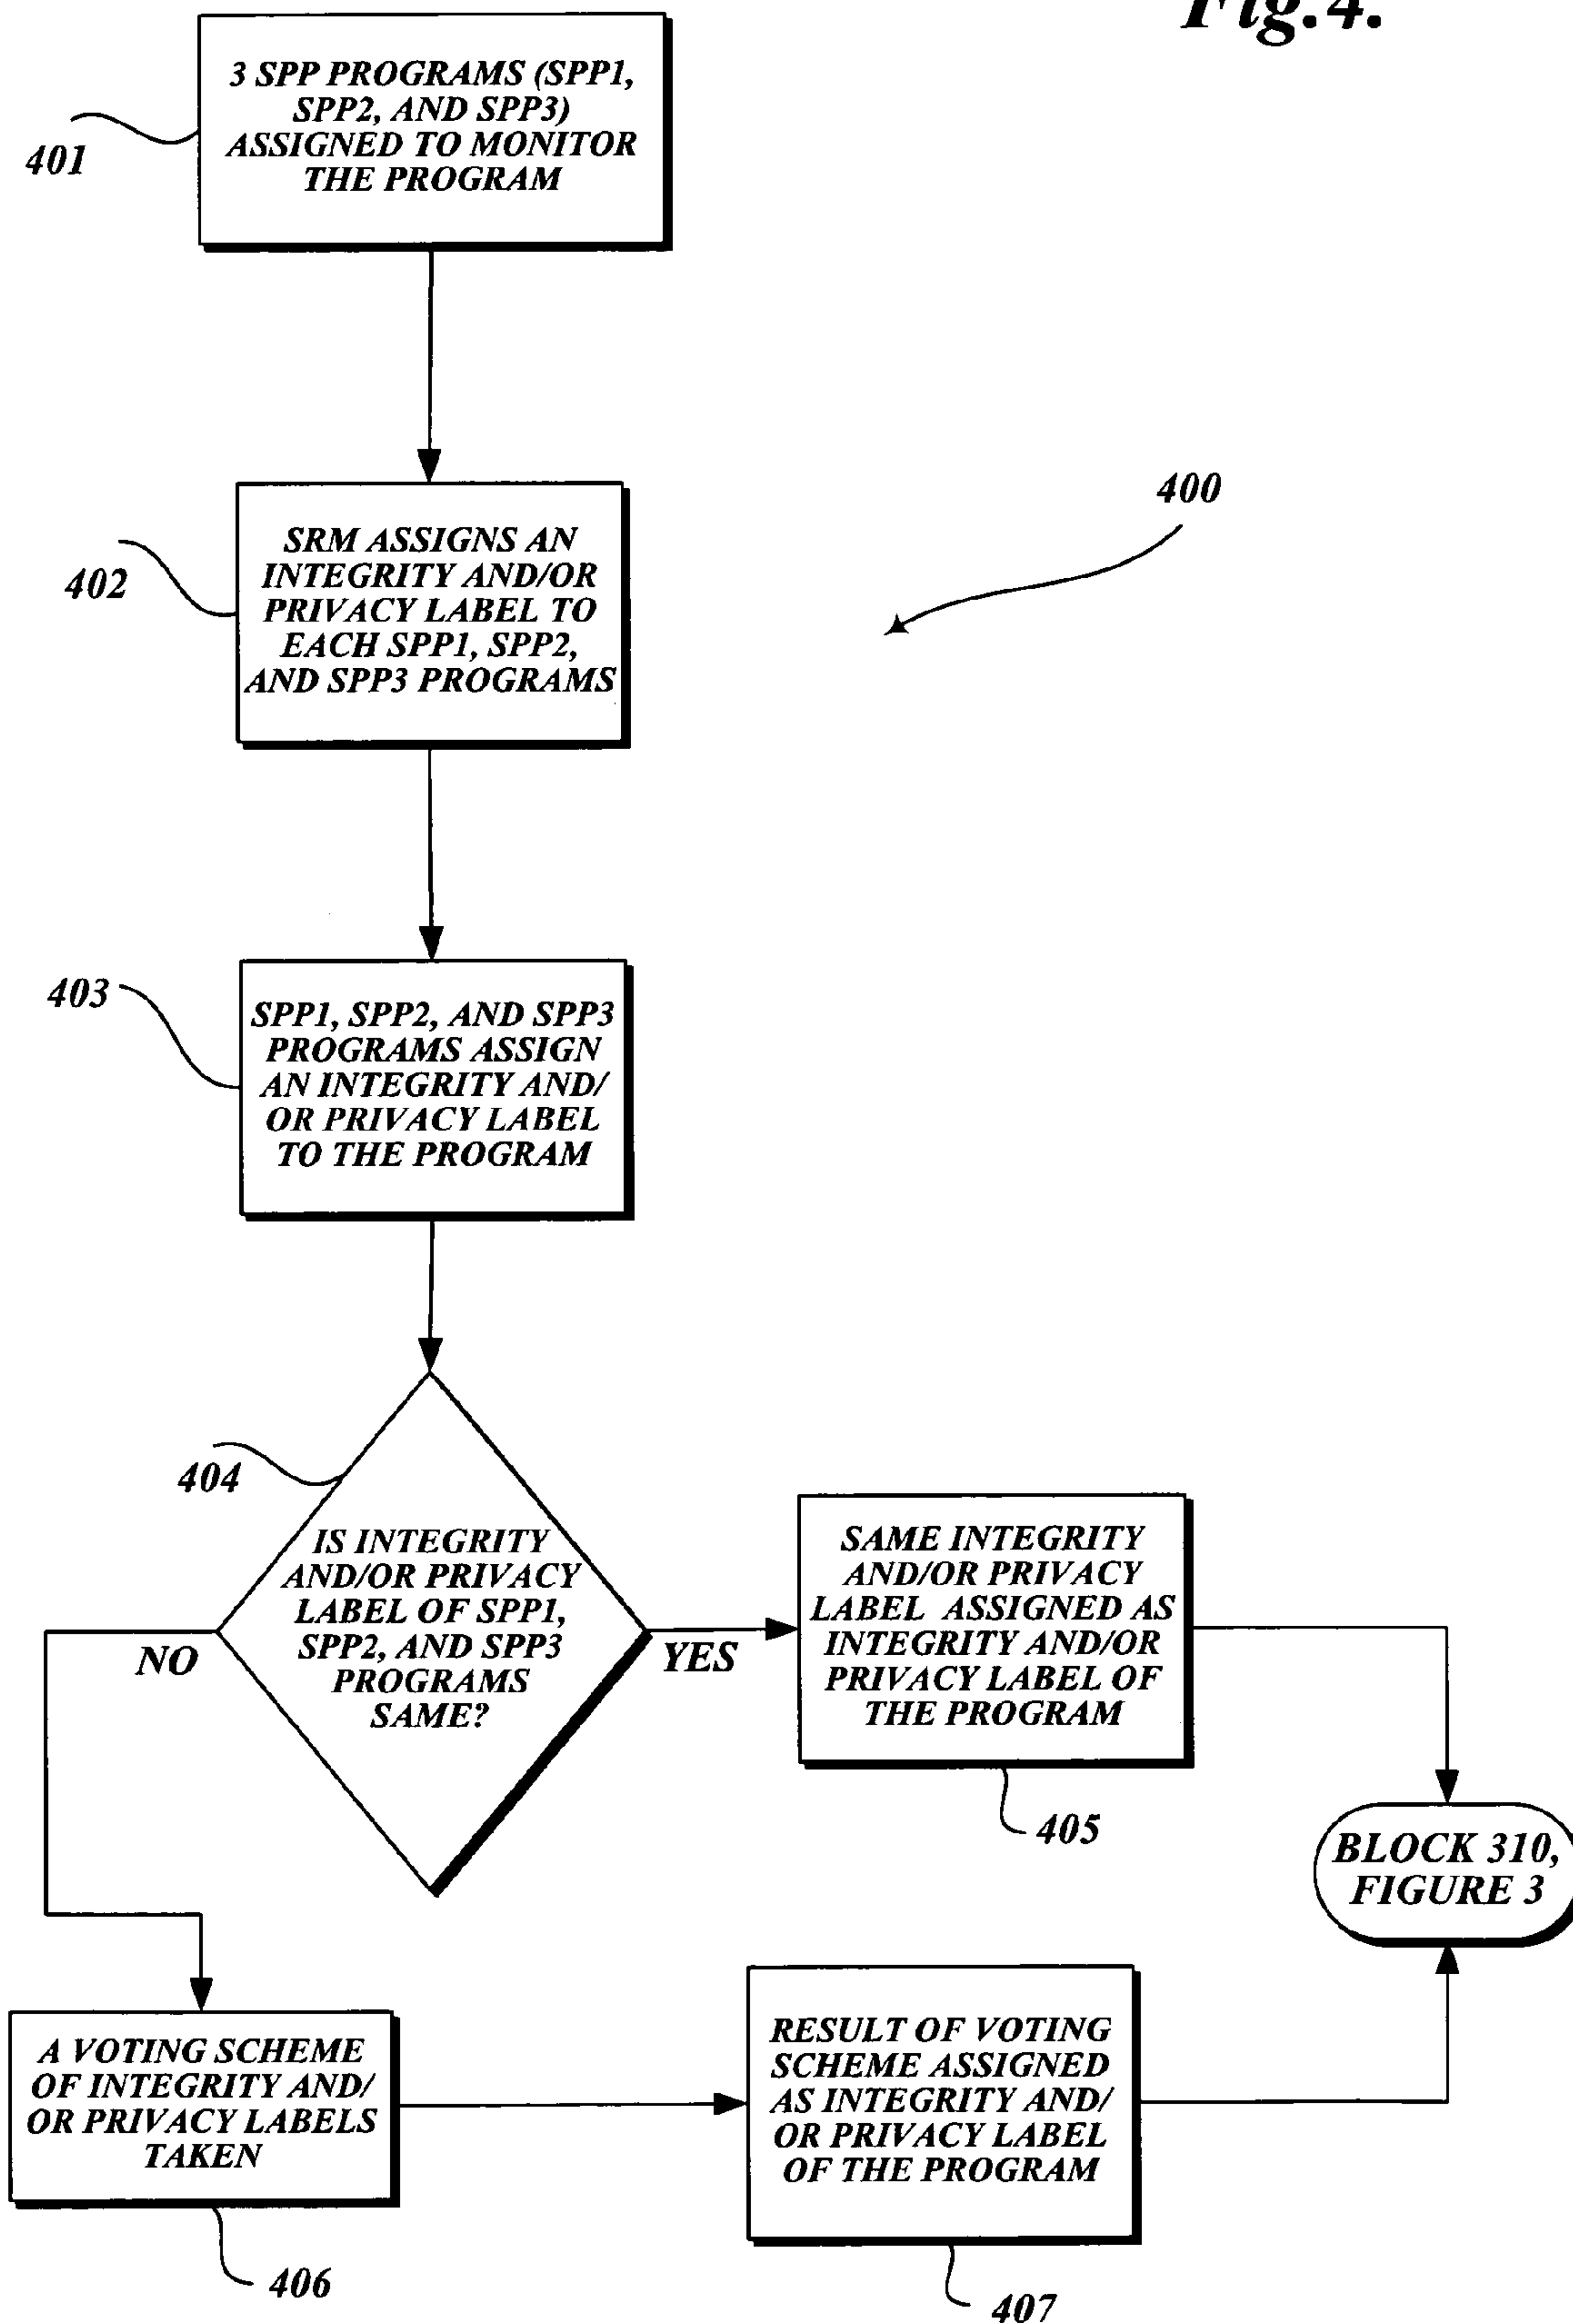 Fig.4.
3 SPP PROGRAMS (SPP1,
SPP2, AND SPP3)
ASSIGNED TO MONITOR
THE PROGRAM
401
SRM ASSIGNS AN
INTEGRITY AND/OR
PRIVACY LABEL TO
EACH SPP1, SPP2,
AND SPP3 PROGRAMS
402
400
SPP1, SPP2, AND SPP3
PROGRAMS ASSIGN
AN INTEGRITY AND/
OR PRIVACY LABEL
TO THE PROGRAM
403
404
IS INTEGRITY
AND/OR PRIVACY
LABEL OF SPP1,
SPP2, AND SPP3
PROGRAMS
SAME?
NO
YES
SAME INTEGRITY
AND/OR PRIVACY
LABEL ASSIGNED AS
INTEGRITY AND/OR
PRIVACY LABEL OF
THE PROGRAM
405
BLOCK 310,
FIGURE 3
A VOTING SCHEME
OF INTEGRITY AND/
OR PRIVACY LABELS
TAKEN
406
RESULT OF VOTING
SCHEME ASSIGNED
AS INTEGRITY AND/
OR PRIVACY LABEL
OF THE PROGRAM
407